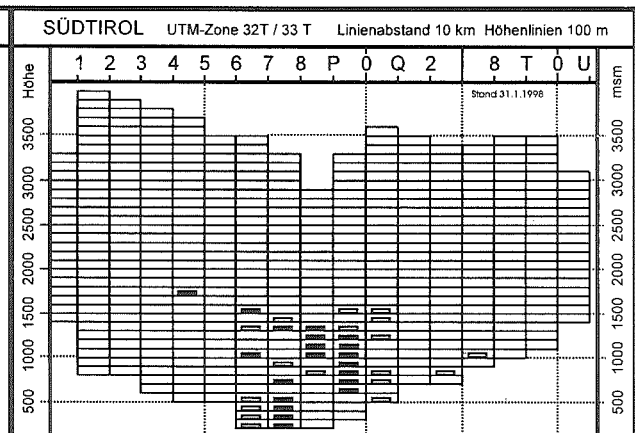 SÜDTIROL UTM-Zone 32T / 33 T Linienabstand 10 km Höhenlinien 100 m
Höhe 1 2 3 4 5 6 7 8 P 0 Q 2 8 T 0 U msm
Stand 31.1.1998
3500 3500
3000 3000
2500 2500
2000 2000
1500 1500
1000 1000
500 500